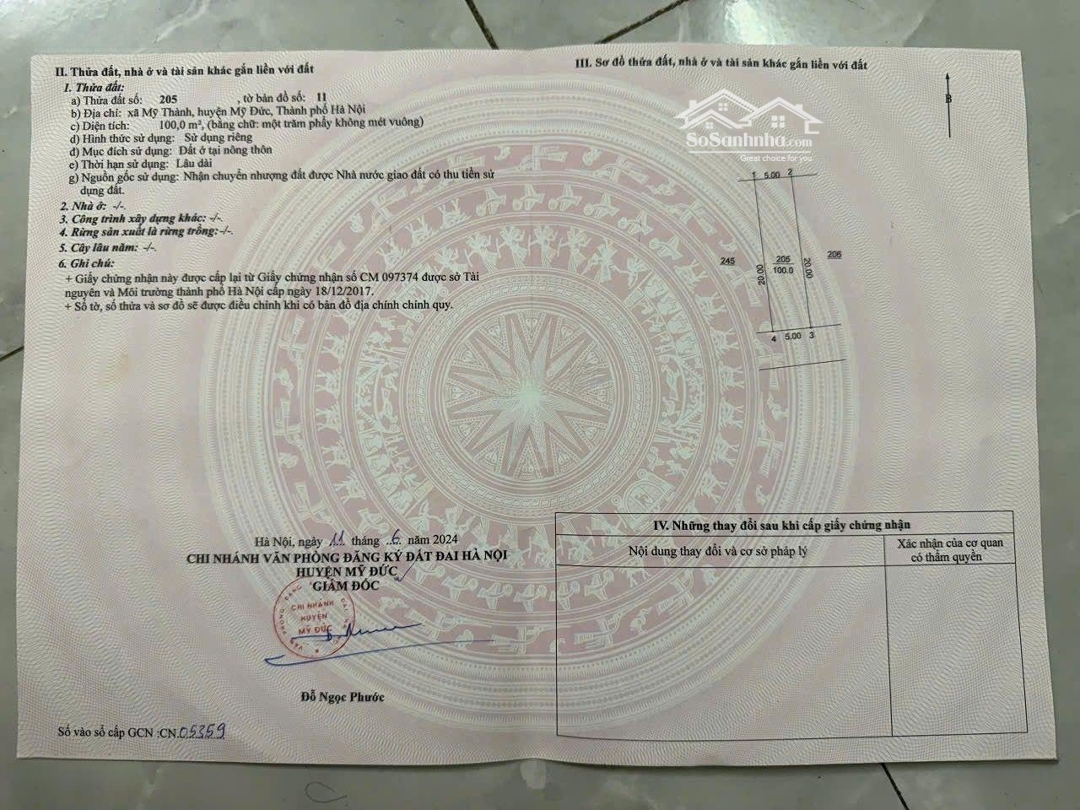 II. Thửa đất, nhà ở và tài sản khác gắn liền với đất
1. Thửa đất:
a) Thửa đất số: 205 , tờ bản đồ số: 11
b) Địa chỉ: xã Mỹ Thành, huyện Mỹ Đức, Thành phố Hà Nội
c) Diện tích: 100,0 m², (bằng chữ: một trăm phẩy không mét vuông)
d) Hình thức sử dụng: Sử dụng riêng
đ) Mục đích sử dụng: Đất ở tại nông thôn
e) Thời hạn sử dụng: Lâu dài
g) Nguồn gốc sử dụng: Nhận chuyển nhượng đất được Nhà nước giao đất có thu tiền sử
dụng đất.
2. Nhà ở: -/-.
3. Công trình xây dựng khác: -/-.
4. Rừng sản xuất là rừng trồng:-/-.
5. Cây lâu năm: -/-.
6. Ghi chú:
+ Giấy chứng nhận này được cấp lại từ Giấy chứng nhận số CM 097374 được sở Tài
nguyên và Môi trường thành phố Hà Nội cấp ngày 18/12/2017.
+ Số tờ, số thửa và sơ đồ sẽ được điều chỉnh khi có bản đồ địa chính chính quy.
Hà Nội, ngày 11 tháng 6 năm 2024
CHI NHÁNH VĂN PHÒNG ĐĂNG KÝ ĐẤT ĐAI HÀ NỘI
HUYỆN MỸ ĐỨC
GIÁM ĐỐC
CHI NHÁNH
HUYỆN
MỸ ĐỨC
Đỗ Ngọc Phước
Số vào sổ cấp GCN :CN.05359
III. Sơ đồ thửa đất, nhà ở và tài sản khác gắn liền với đất
B
SoSanhnha.com
Great choice for you
1 5.00 2
245
20.00
205
100.0
20.00
206
4 5.00 3
IV. Những thay đổi sau khi cấp giấy chứng nhận
Nội dung thay đổi và cơ sở pháp lý
Xác nhận của cơ quan
có thẩm quyền